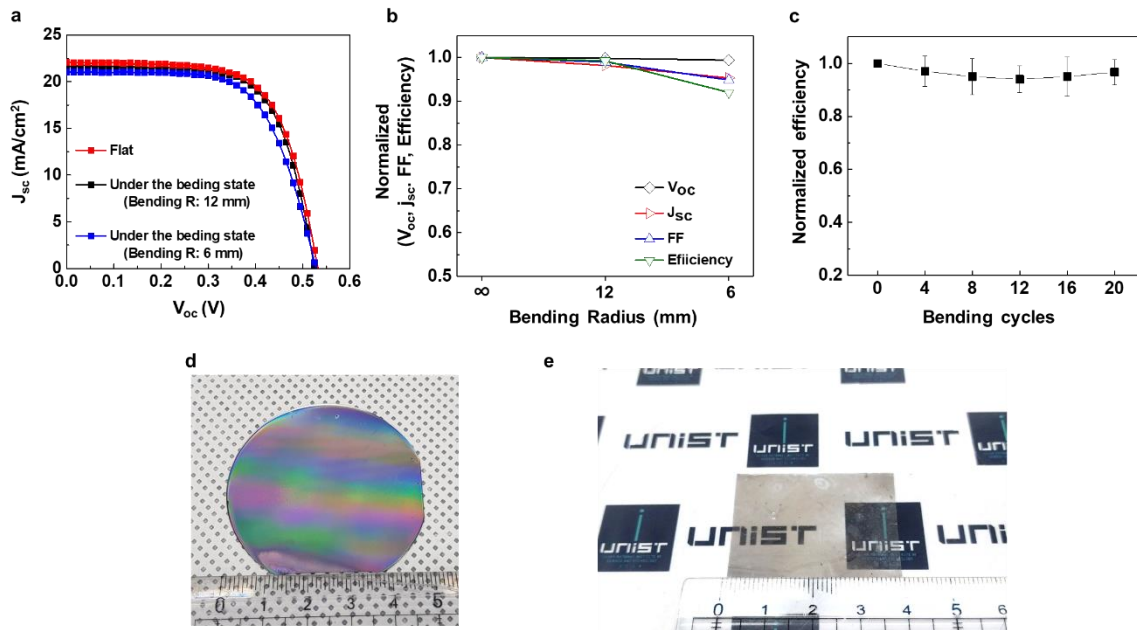 a
25
20
15
10
5
0
Jsc (mA/cm²)
Flat
Under the beding state
(Bending R: 12 mm)
Under the beding state
(Bending R: 6 mm)
0.0 0.1 0.2 0.3 0.4 0.5 0.6
Voc (V)
b
1.0
0.9
0.8
0.7
0.6
0.5
Normalized
(Voc, jsc. FF, Efficiency)
Voc
Jsc
FF
Efiiciency
∞ 12 6
Bending Radius (mm)
c
1.0
0.8
0.6
0.4
0.2
Normalized efficiency
0 4 8 12 16 20
Bending cycles
d
0 1 2 3 4 5
e
UNIST
UNIST
UNIST
UNIST
UNIST
UNIST
UNIST
UNIST
0 1 2 3 4 5 6